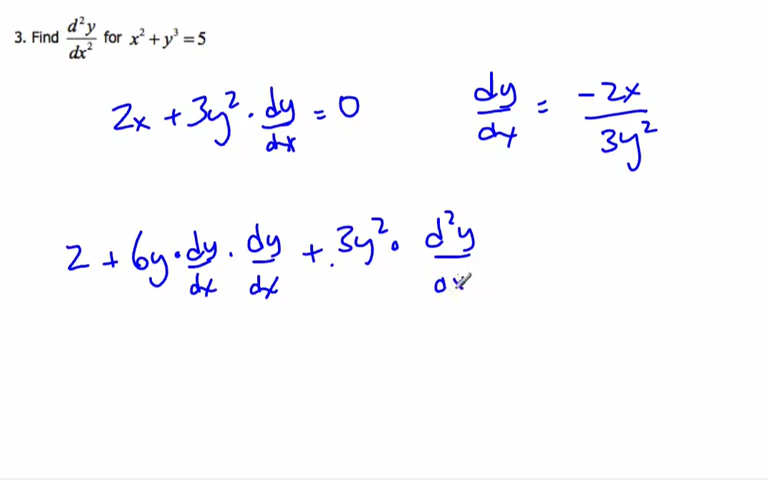 3. Find d²y/dx² for x² + y³ = 5
2x + 3y² · dy/dx = 0    dy/dx = -2x/3y²
2 + 6y · dy/dx · dy/dx + 3y² · d²y